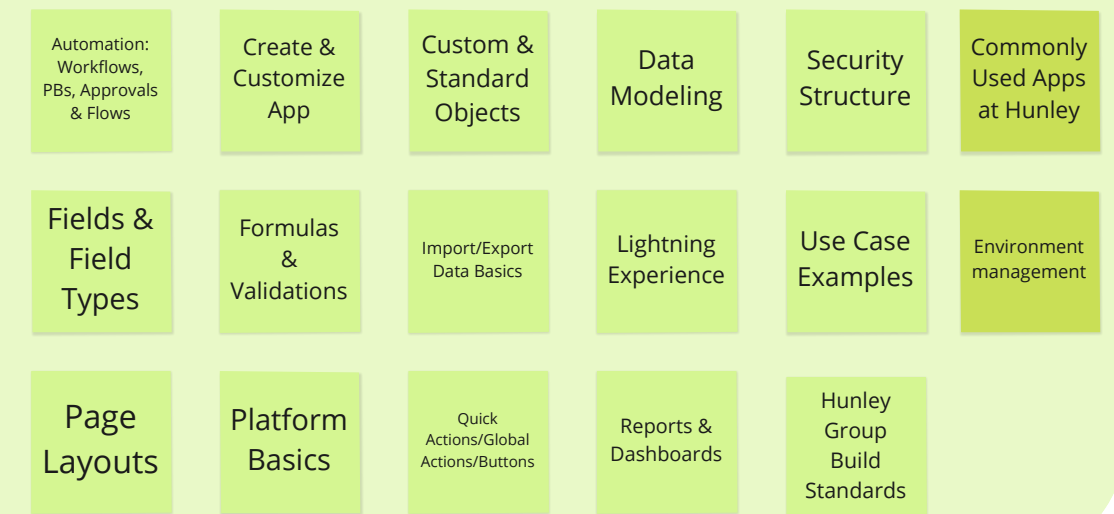 Automation:
Workflows,
PBs, Approvals
& Flows
Create &
Customize
App
Custom &
Standard
Objects
Data
Modeling
Security
Structure
Commonly
Used Apps
at Hunley
Fields &
Field
Types
Formulas
&
Validations
Import/Export
Data Basics
Lightning
Experience
Use Case
Examples
Environment
management
Page
Layouts
Platform
Basics
Quick
Actions/Global
Actions/Buttons
Reports &
Dashboards
Hunley
Group
Build
Standards